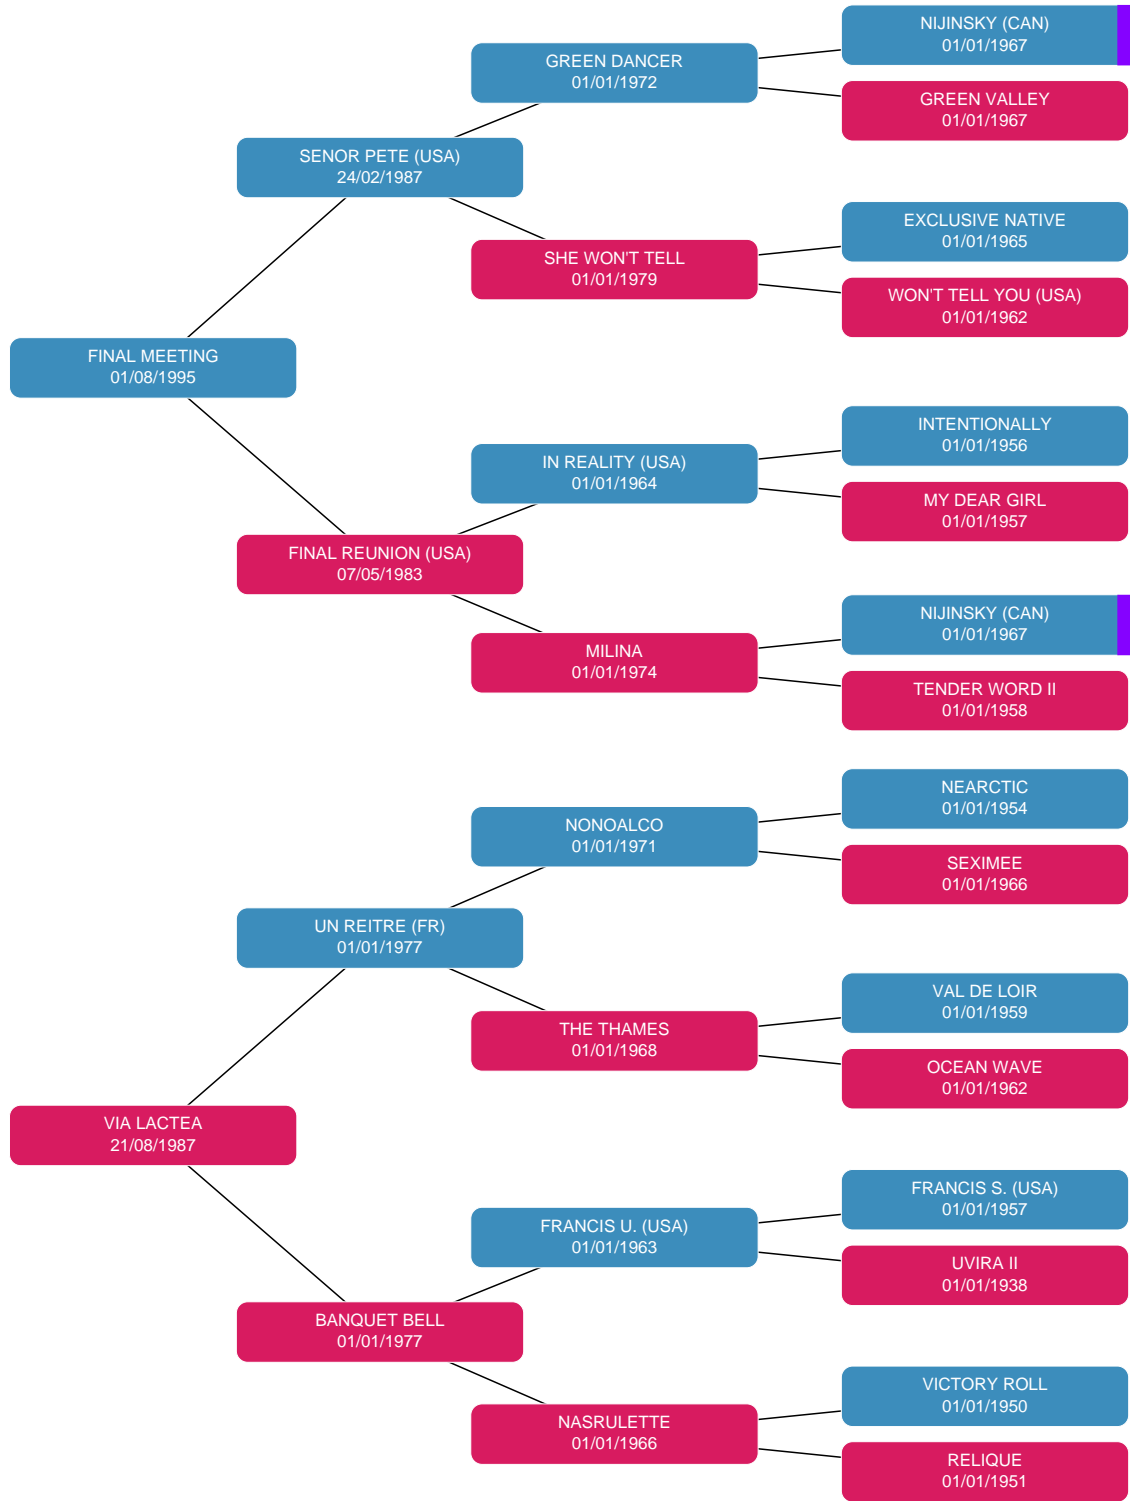 NIJINSKY (CAN)
01/01/1967
GREEN DANCER
01/01/1972
GREEN VALLEY
01/01/1967
SENOR PETE (USA)
24/02/1987
EXCLUSIVE NATIVE
01/01/1965
SHE WON'T TELL
01/01/1979
WON'T TELL YOU (USA)
01/01/1962
FINAL MEETING
01/08/1995
INTENTIONALLY
01/01/1956
IN REALITY (USA)
01/01/1964
MY DEAR GIRL
01/01/1957
FINAL REUNION (USA)
07/05/1983
NIJINSKY (CAN)
01/01/1967
MILINA
01/01/1974
TENDER WORD II
01/01/1958
NEARCTIC
01/01/1954
NONOALCO
01/01/1971
SEXIMEE
01/01/1966
UN REITRE (FR)
01/01/1977
VAL DE LOIR
01/01/1959
THE THAMES
01/01/1968
OCEAN WAVE
01/01/1962
VIA LACTEA
21/08/1987
FRANCIS S. (USA)
01/01/1957
FRANCIS U. (USA)
01/01/1963
UVIRA II
01/01/1938
BANQUET BELL
01/01/1977
VICTORY ROLL
01/01/1950
NASRULETTE
01/01/1966
RELIQUE
01/01/1951